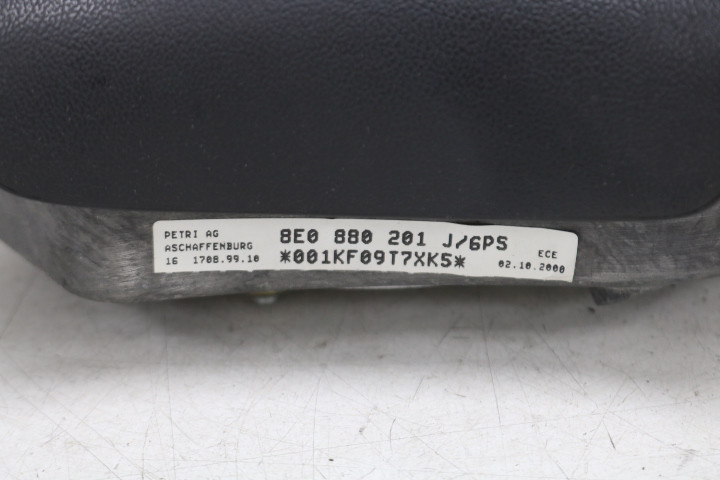 PETRI AG
ASCHAFFENBURG
16 1708.99.10
8E0 880 201 J/6PS
*001KF09T7XK5*
ECE
02.10.2000